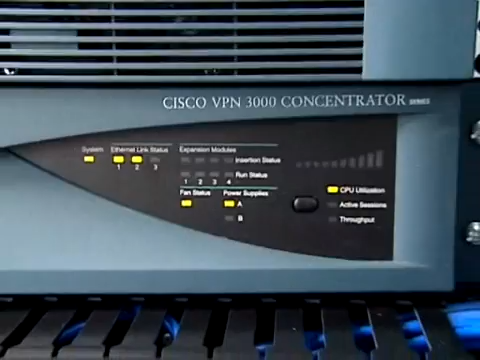 CISCO VPN 3000 CONCENTRATOR SERIES
System Ethernet Link Status Expansion Modules
1 2 3
Insertion Status
Run Status
1 2 3 4
Fan Status Power Supplies
A
B
CPU Utilization
Active Sessions
Throughput